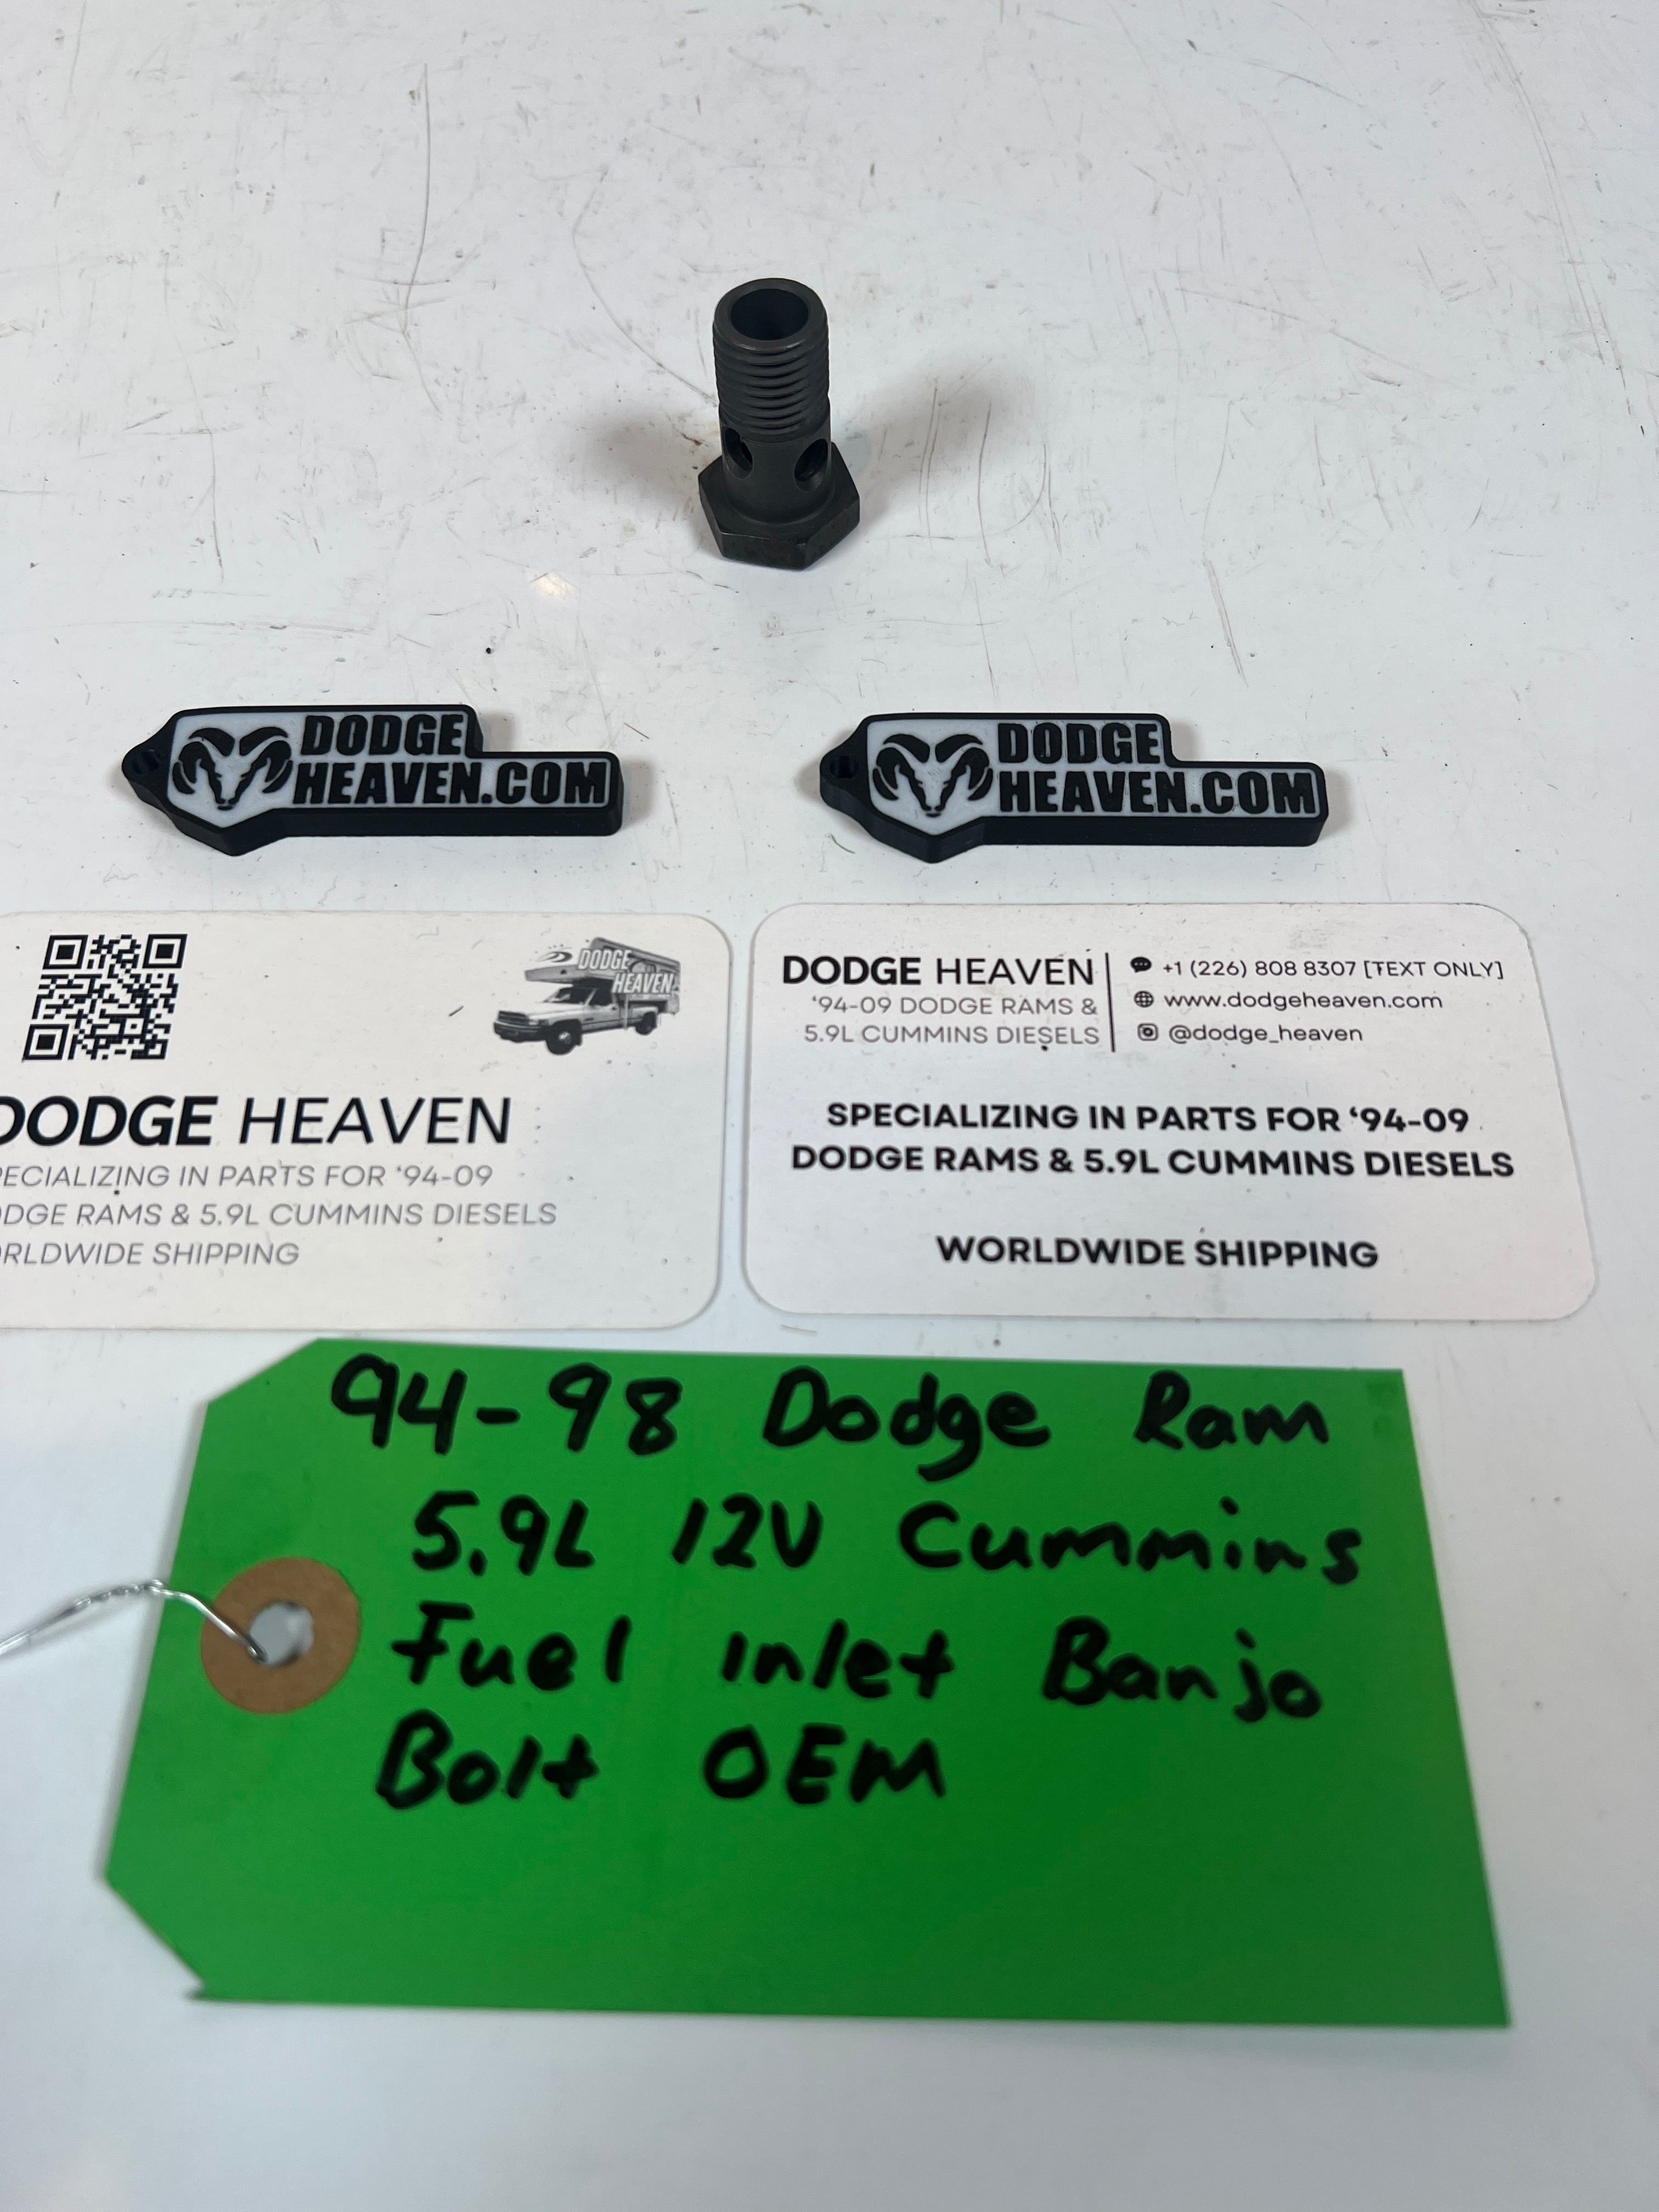 DODGE
HEAVEN.COM
DODGE
HEAVEN.COM
DODGE
HEAVEN
DODGE HEAVEN
SPECIALIZING IN PARTS FOR ‘94-09
DODGE RAMS & 5.9L CUMMINS DIESELS
WORLDWIDE SHIPPING
DODGE HEAVEN
‘94-09 DODGE RAMS &
5.9L CUMMINS DIESELS
+1 (226) 808 8307 [TEXT ONLY]
www.dodgeheaven.com
@dodge_heaven
SPECIALIZING IN PARTS FOR ‘94-09
DODGE RAMS & 5.9L CUMMINS DIESELS
WORLDWIDE SHIPPING
94-98 Dodge Ram
5.9L 12V Cummins
Fuel inlet Banjo
Bolt OEM